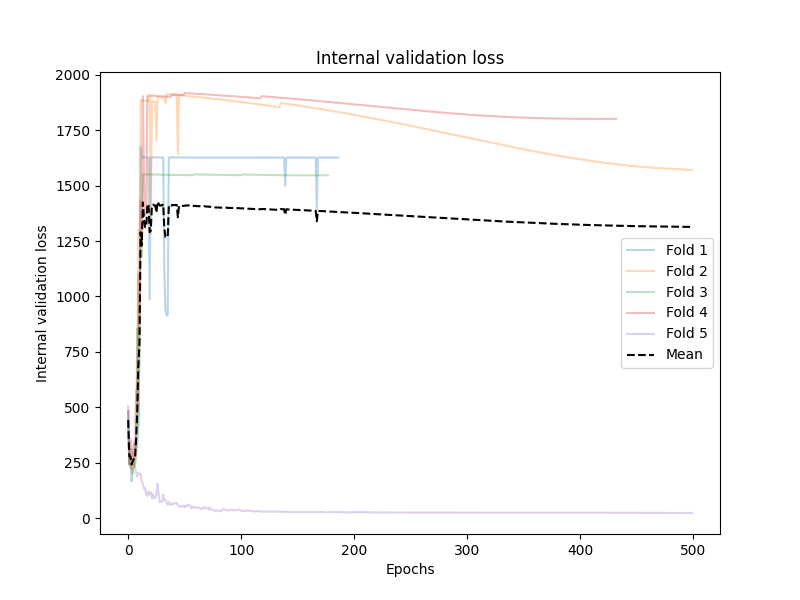 Internal validation loss
2000
1750
1500
1250
1000
750
500
250
0
Internal validation loss
0 100 200 300 400 500
Epochs
Fold 1
Fold 2
Fold 3
Fold 4
Fold 5
Mean